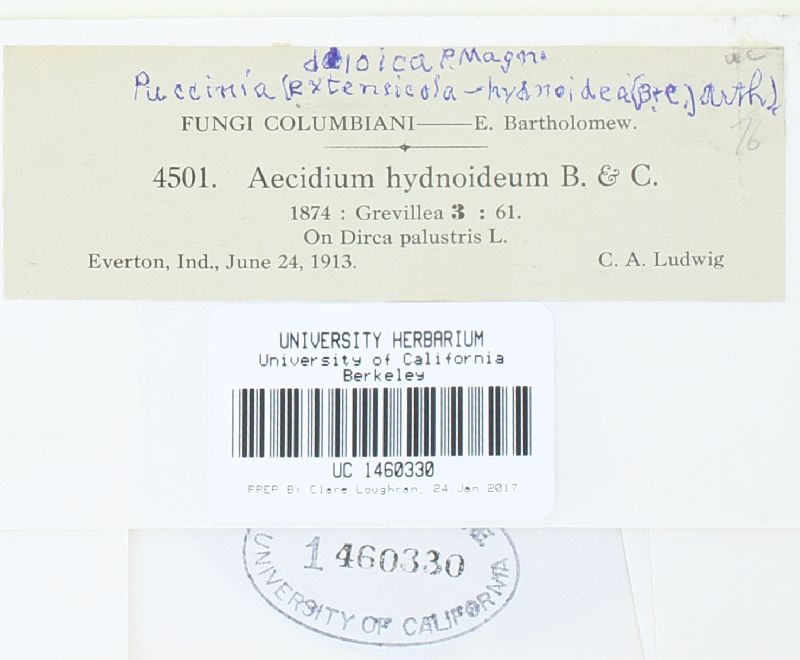 dioica P. Magn.
uc
Puccinia (extensicola-hydnoidea (B+C.) Arth).
FUNGI COLUMBIANI——E. Bartholomew.
4501. Aecidium hydnoideum B. & C.
1874 : Grevillea 3 : 61.
On Dirca palustris L.
Everton, Ind., June 24, 1913. C. A. Ludwig
UNIVERSITY HERBARIUM
University of California
Berkeley
UC 1460330
PREP BY Clare Loughran, 24 Jan 2017
1460330
UNIVERSITY OF CALIFORNIA